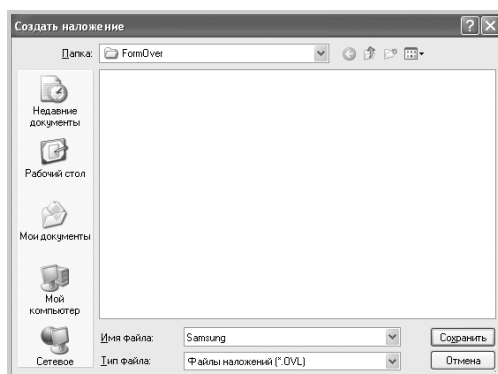 Создать наложение
Папка: FormOver
Недавние
документы
Рабочий стол
Мои документы
Мой
компьютер
Сетевое
Имя файла: Samsung Сохранить
Тип файла: Файлы наложений (*.OVL) Отмена